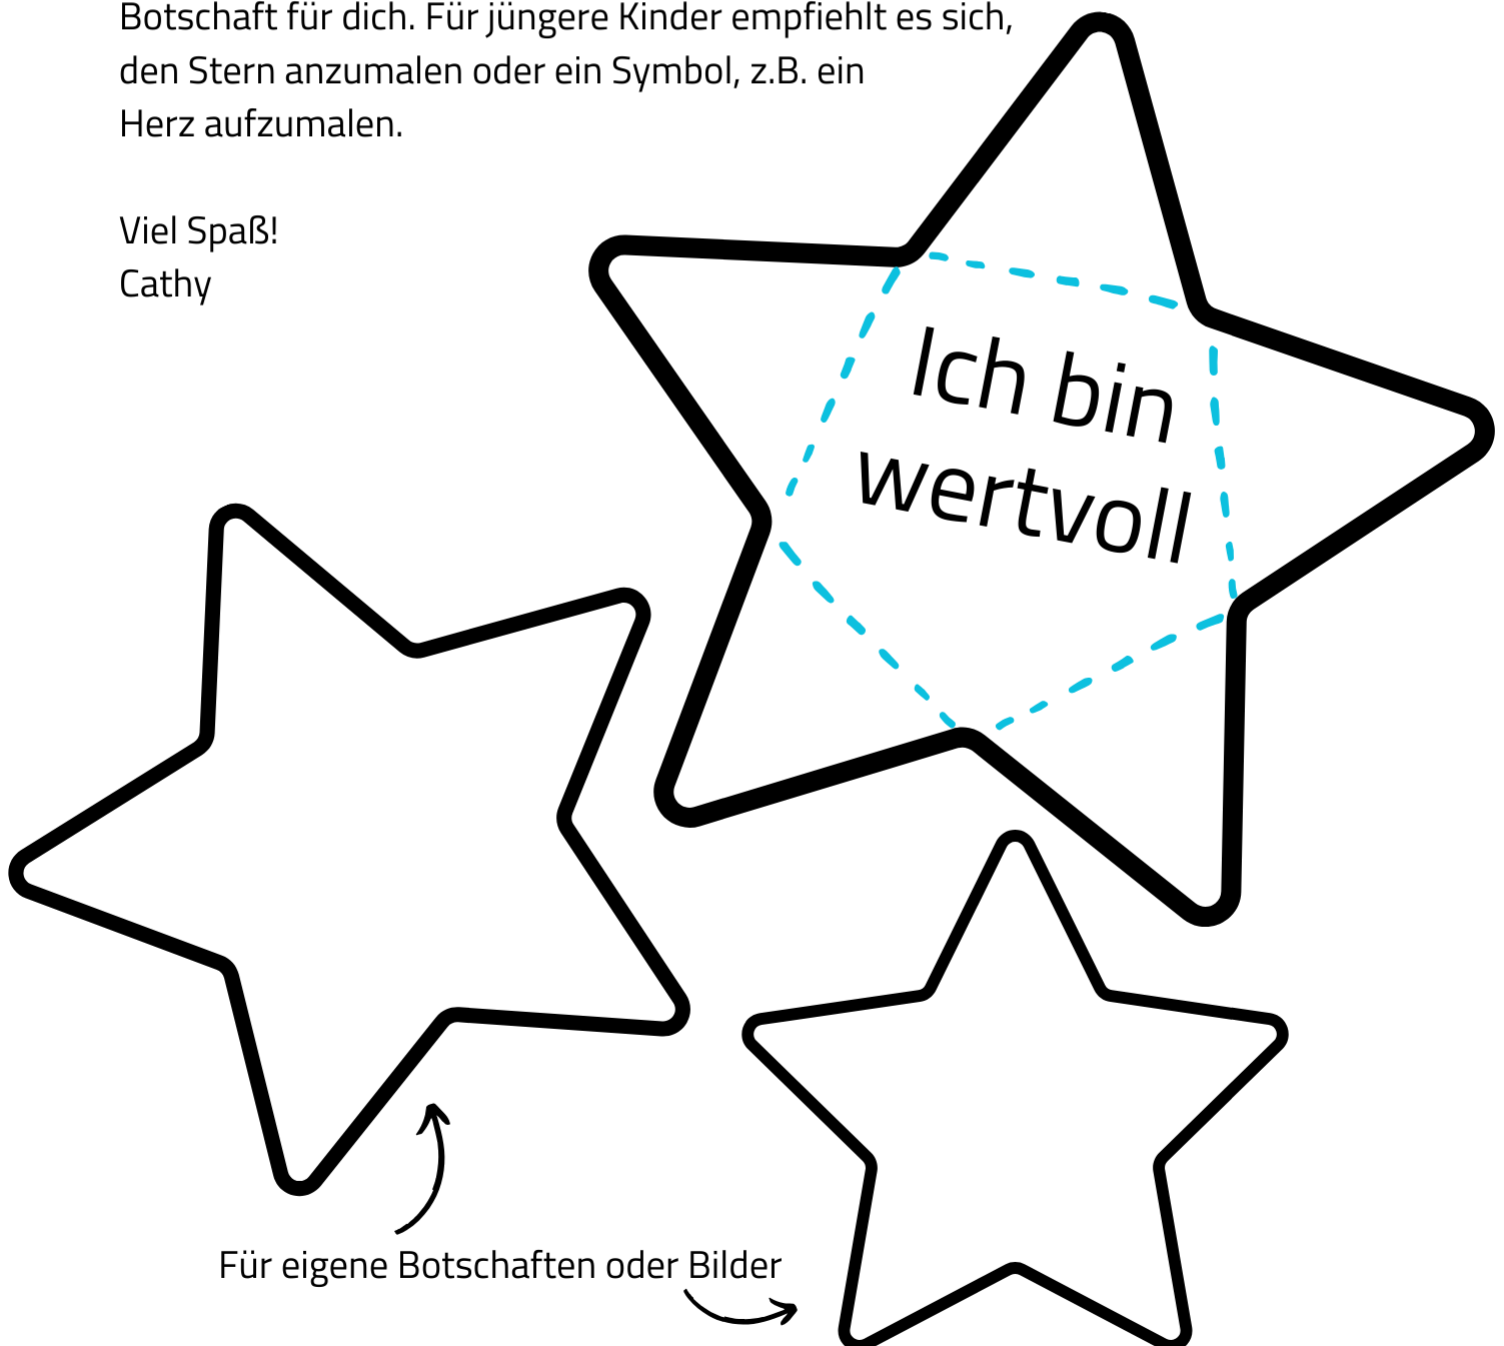 Botschaft für dich. Für jüngere Kinder empfiehlt es sich,
den Stern anzumalen oder ein Symbol, z.B. ein
Herz aufzumalen.
Viel Spaß!
Cathy
Ich bin
wertvoll
Für eigene Botschaften oder Bilder